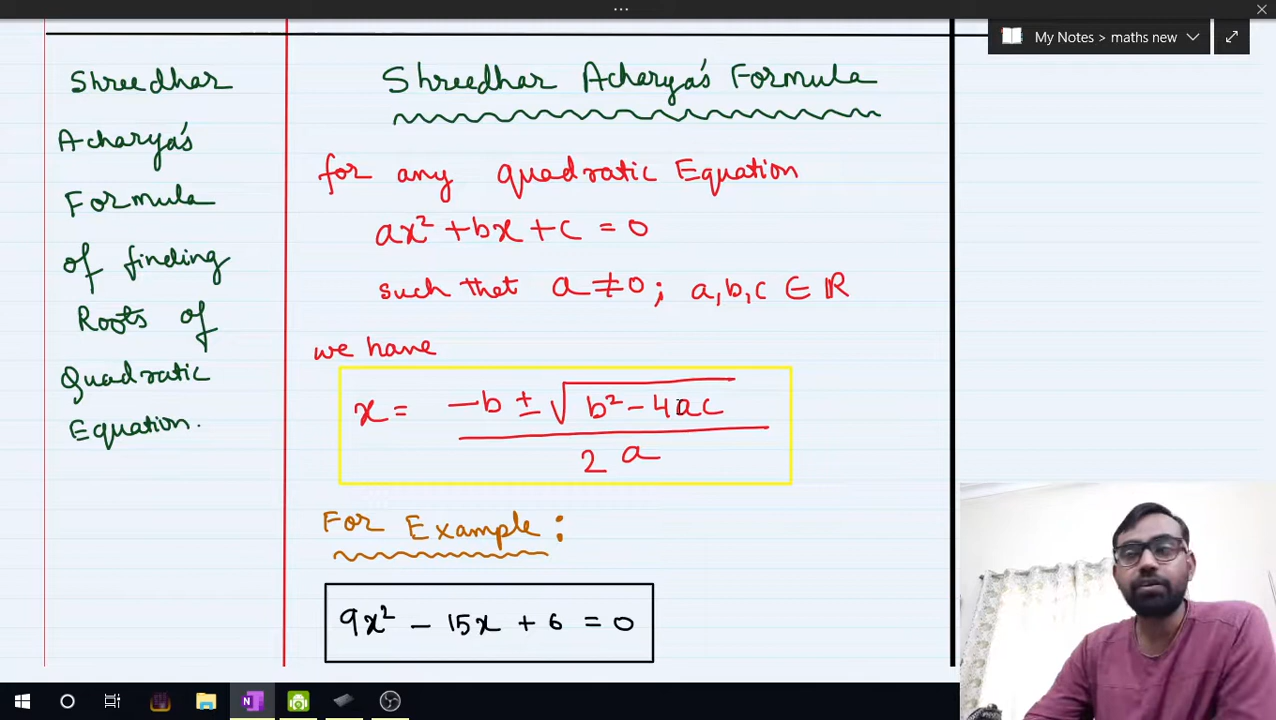 My Notes > maths new
Shreedhar
Acharya's
Formula
of finding
Roots of
Quadratic
Equation.
Shreedhar Acharya's Formula
for any quadratic Equation
ax² + bx + c = 0
such that a ≠ 0; a,b,c ∈ ℝ
we have
x = −b ± √b² − 4ac
2 a
For Example :
9x² − 15x + 6 = 0